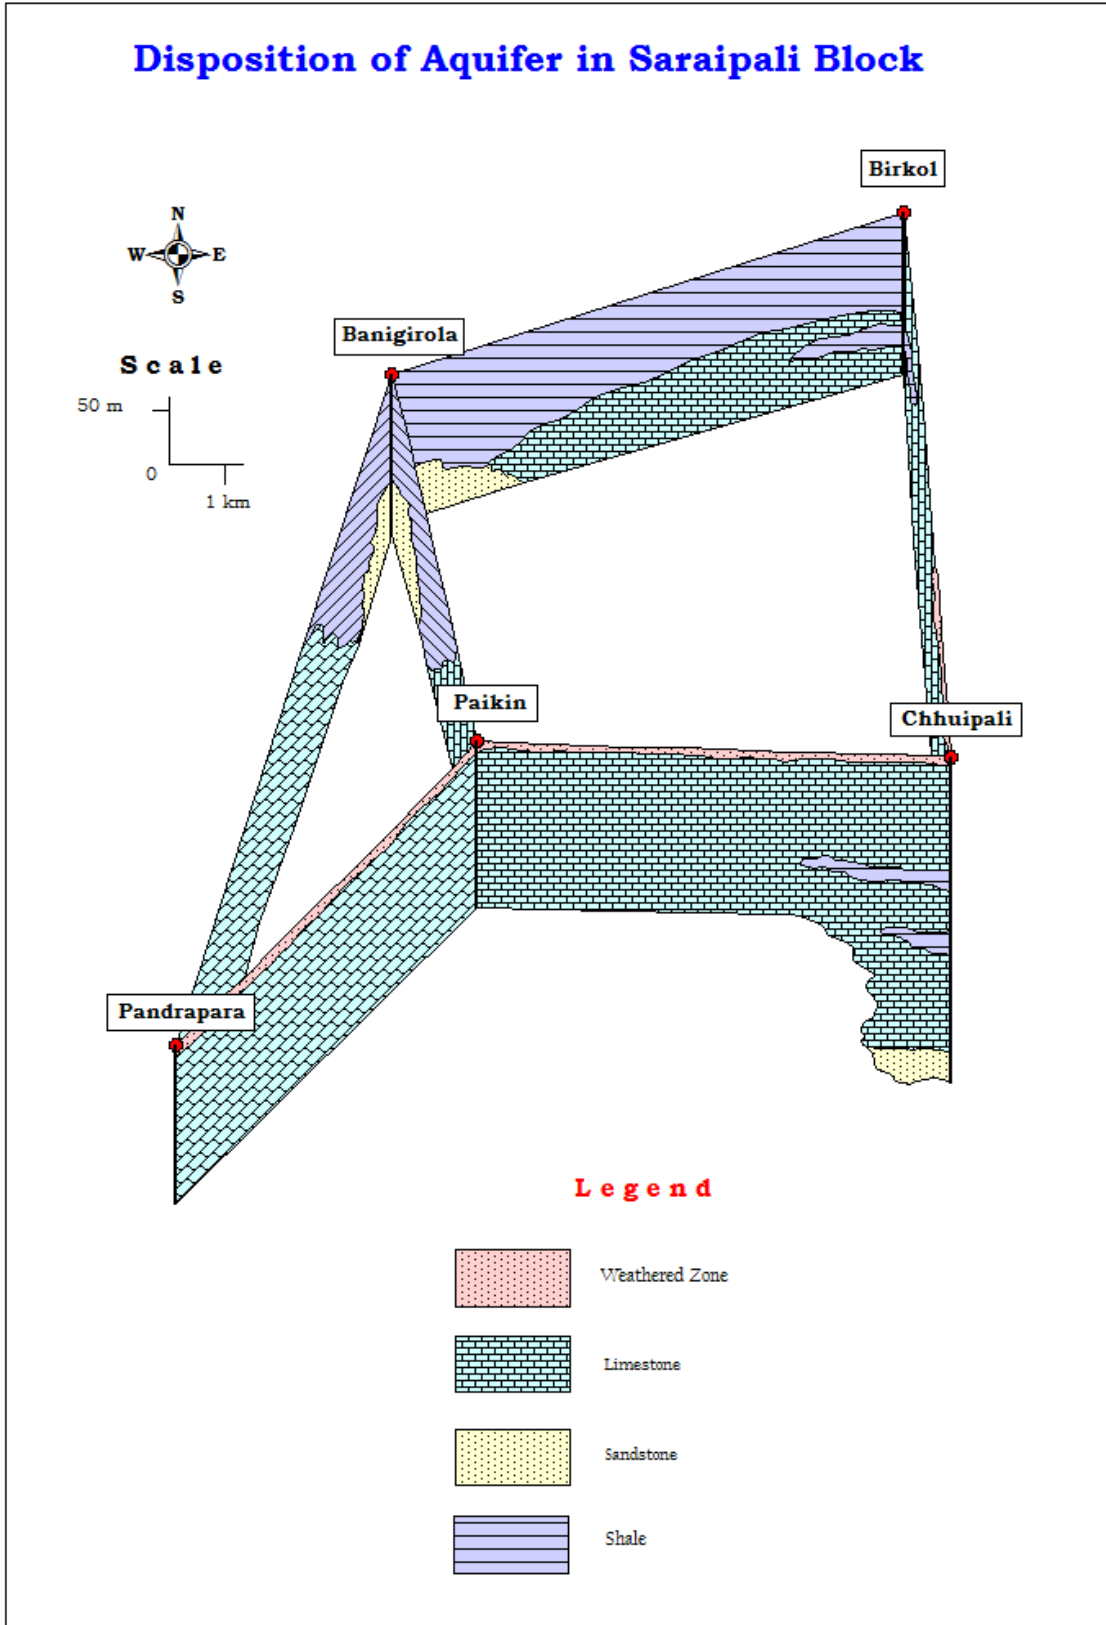 Disposition of Aquifer in Saraipali Block
Birkol
N
W E
S
Banigirola
Scale
50 m
0
1 km
Paikin
Chhuipali
Pandrapara
Legend
Weathered Zone
Limestone
Sandstone
Shale